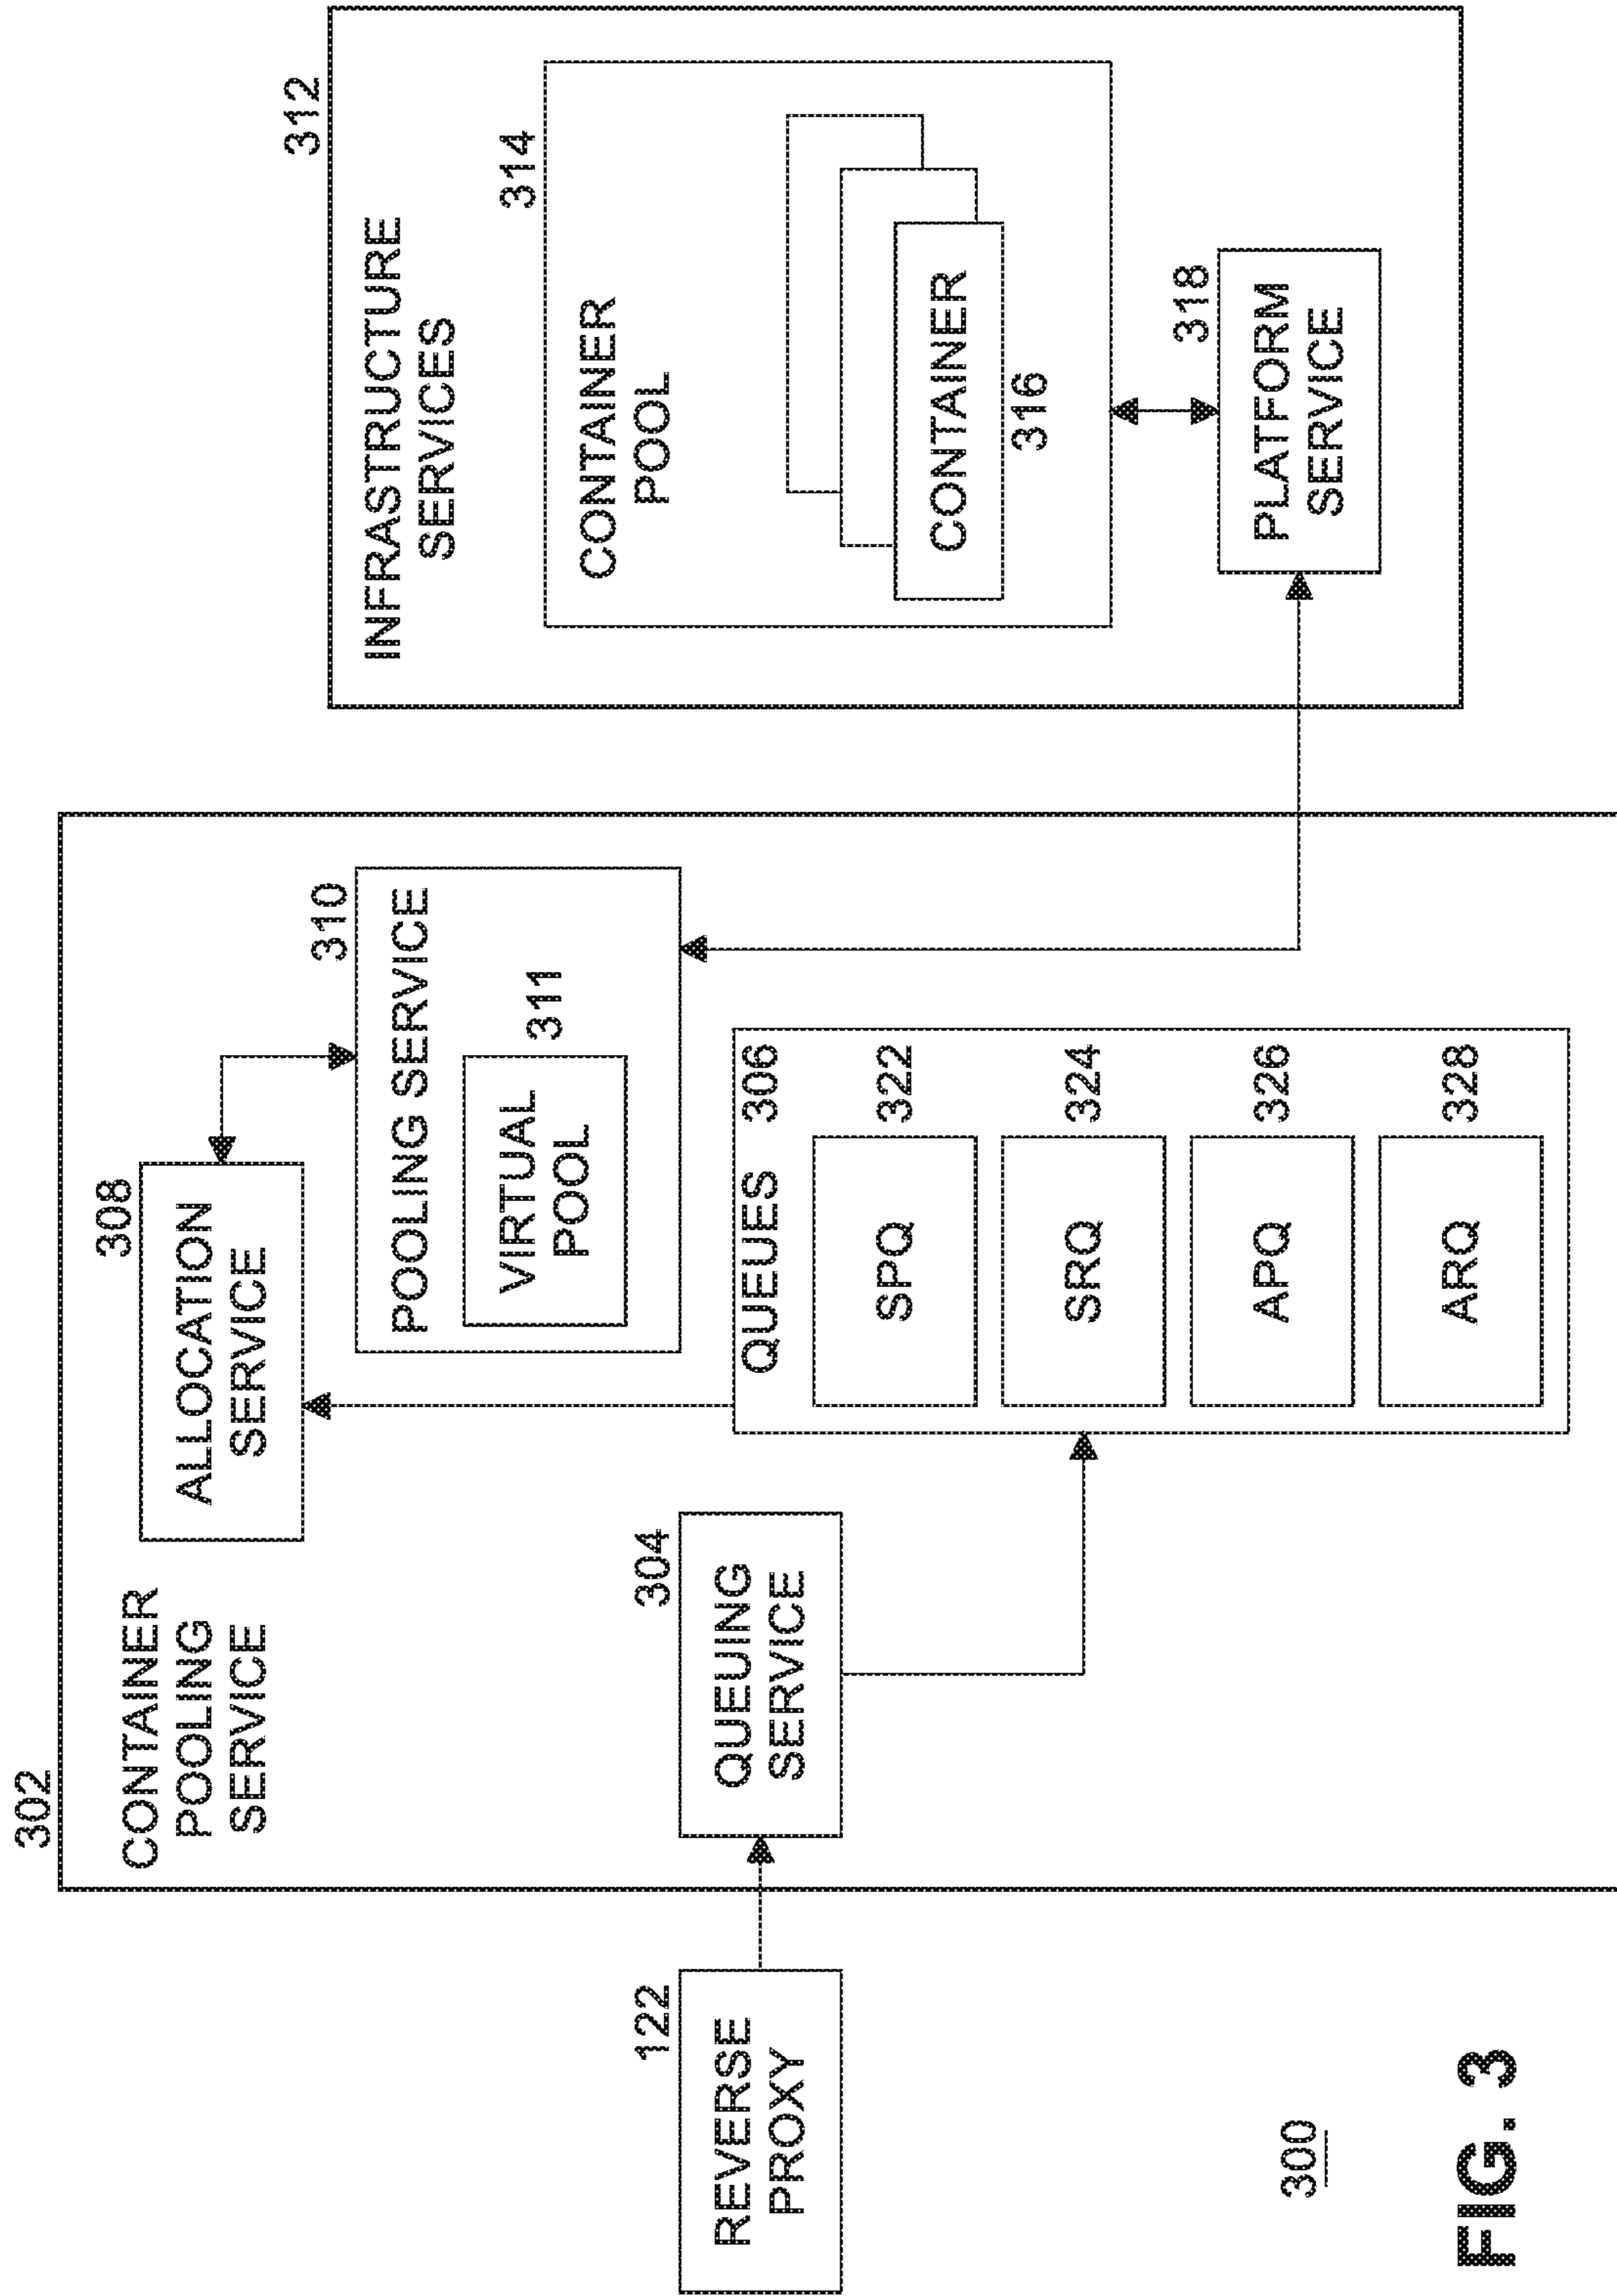 302
CONTAINER
POOLING
SERVICE
308
ALLOCATION
SERVICE
310
POOLING SERVICE
311
VIRTUAL
POOL
122
REVERSE
PROXY
304
QUEUING
SERVICE
QUEUES 306
SPQ 322
SRQ 324
APQ 326
ARQ 328
312
INFRASTRUCTURE
SERVICES
314
CONTAINER
POOL
CONTAINER
316
318
PLATFORM
SERVICE
300
FIG. 3